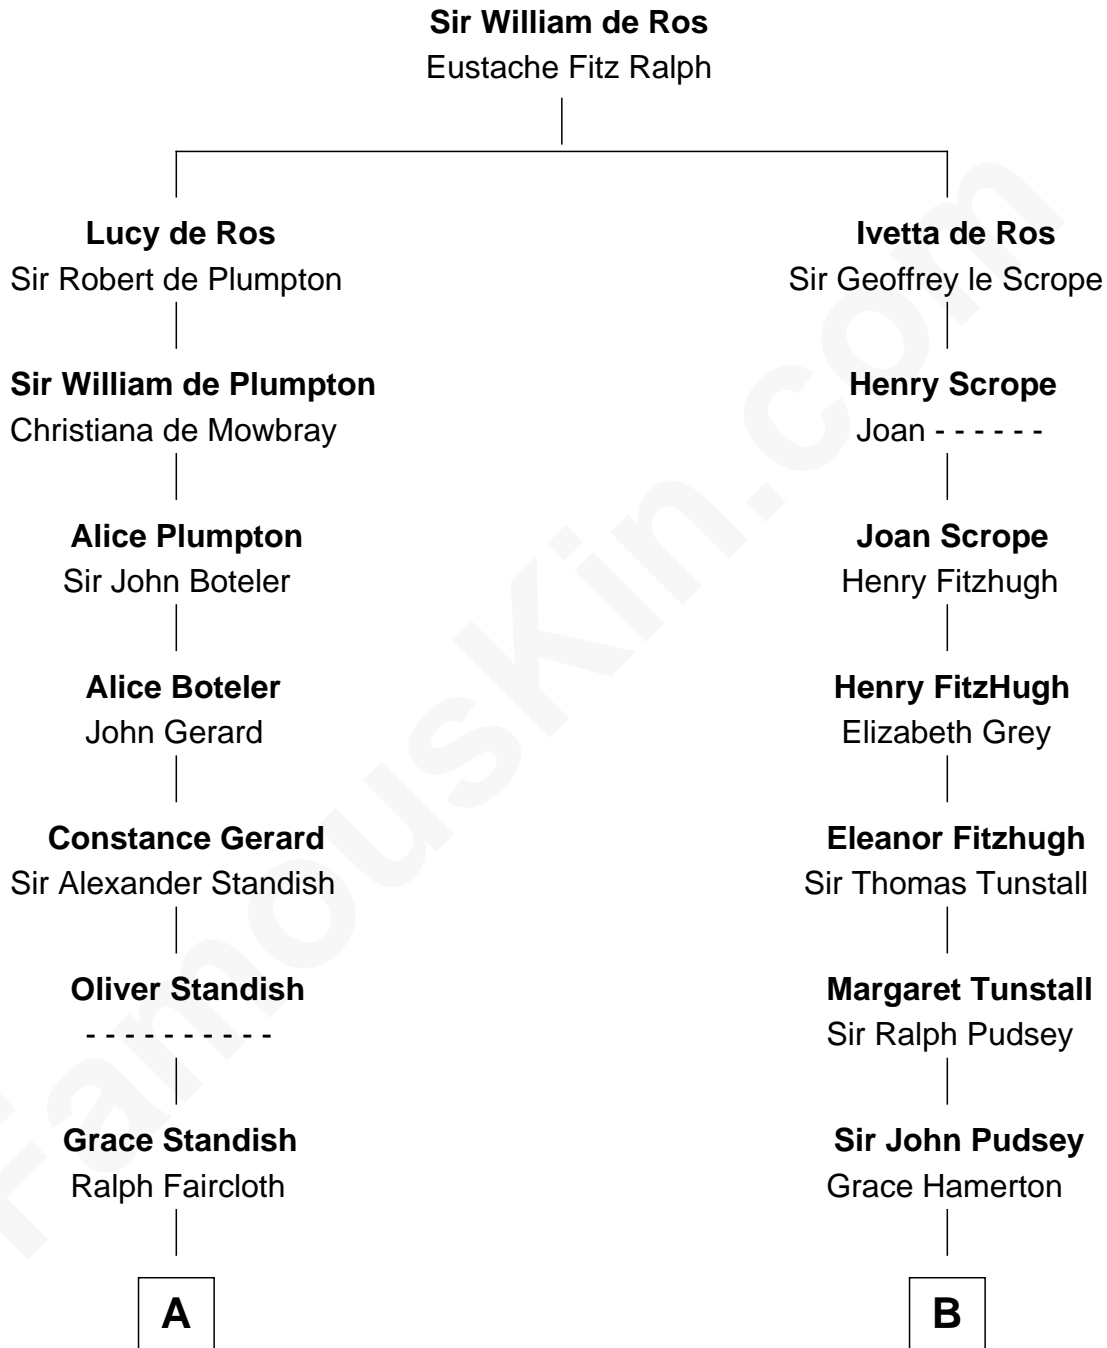 Sir William de Ros
Eustache Fitz Ralph
Lucy de Ros
Sir Robert de Plumpton
Ivetta de Ros
Sir Geoffrey le Scrope
Sir William de Plumpton
Christiana de Mowbray
Henry Scrope
Joan - - - - - -
Alice Plumpton
Sir John Boteler
Joan Scrope
Henry Fitzhugh
Alice Boteler
John Gerard
Henry FitzHugh
Elizabeth Grey
Constance Gerard
Sir Alexander Standish
Eleanor Fitzhugh
Sir Thomas Tunstall
Oliver Standish
- - - - - - - - - -
Margaret Tunstall
Sir Ralph Pudsey
Grace Standish
Ralph Faircloth
Sir John Pudsey
Grace Hamerton
A
B
FamousKin.com